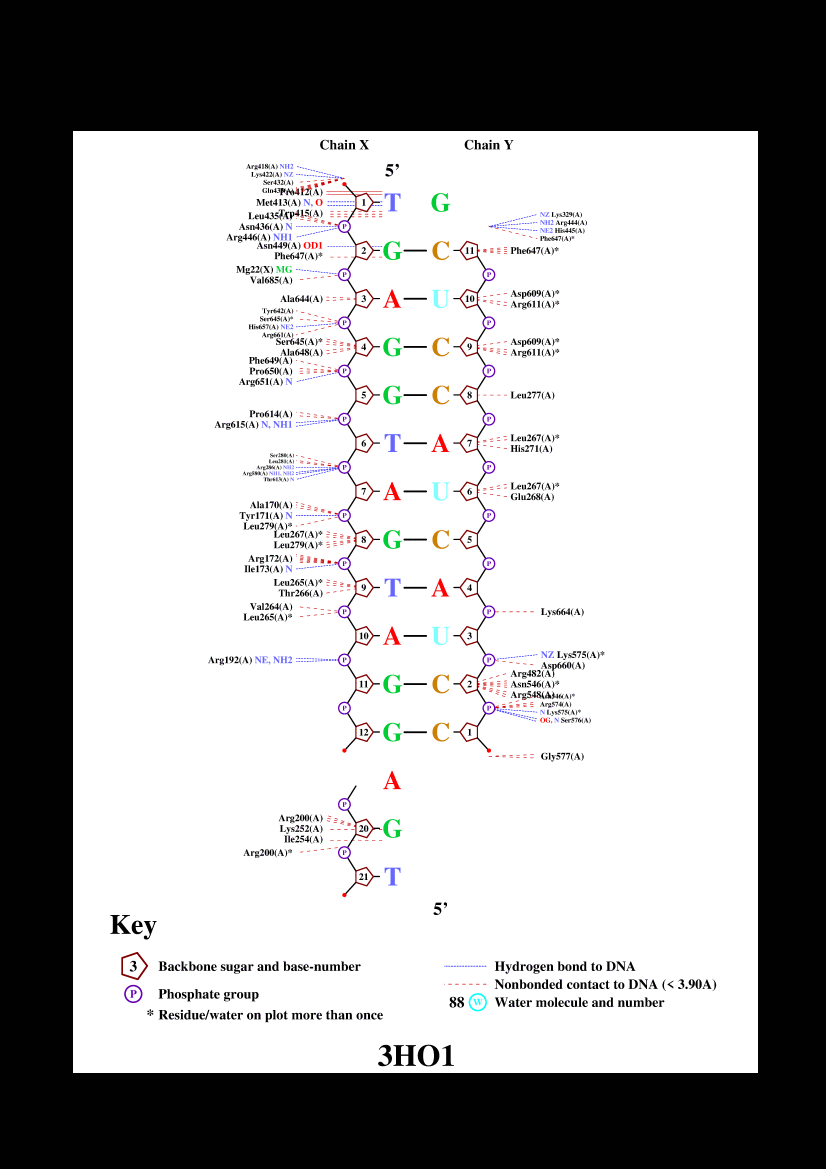 Chain X Chain Y
5’
Arg418(A) NH2
Lys422(A) NZ
Ser432(A)
Pro412(A)
1 T G
Met413(A) N, O
Trp415(A)
Leu435(A)*
NZ Lys329(A)
NH2 Arg444(A)
Asn436(A) N P
NE2 His445(A)
Arg446(A) NH1
Phe647(A)*
Asn449(A) OD1
2 G C 11 Phe647(A)*
Phe647(A)*
Mg22(X) MG P P
Val685(A)
Asp609(A)*
Ala644(A) 3 A U 10
Arg611(A)*
Tyr642(A)
Ser645(A)* P P
His657(A) NE2
Arg661(A)
Ser645(A)* Asp609(A)*
4 G C 9
Ala648(A) Arg611(A)*
Phe649(A)
Pro650(A) P P
Arg651(A) N
5 G C 8 Leu277(A)
Pro614(A)
P P
Arg615(A) N, NH1
Leu267(A)*
6 T A 7
His271(A)
Ser280(A)
Leu281(A)
Arg286(A) NH2 P P
Arg580(A) NH1, NH2
Thr613(A) N
Leu267(A)*
7 A U 6
Glu268(A)
Ala170(A)
Tyr171(A) N P P
Leu279(A)*
Leu267(A)*
8 G C 5
Leu279(A)*
Arg172(A)
P P
Ile173(A) N
Leu265(A)*
9 T A 4
Thr266(A)
Val264(A)
P P Lys664(A)
Leu265(A)*
10 A U 3
NZ Lys575(A)*
Arg192(A) NE, NH2 P P
Asp660(A)
Arg482(A)
11 G C 2 Asn546(A)*
Arg548(A)
Arg574(A)
P P
N Lys575(A)*
OG, N Ser576(A)
12 G C 1
Gly577(A)
A
P
Arg200(A)
Lys252(A) 20 G
Ile254(A)
Arg200(A)* P
21 T
5’
Key
3 Backbone sugar and base-number
Hydrogen bond to DNA
Nonbonded contact to DNA (< 3.90A)
P Phosphate group
88 W Water molecule and number
* Residue/water on plot more than once
3HO1